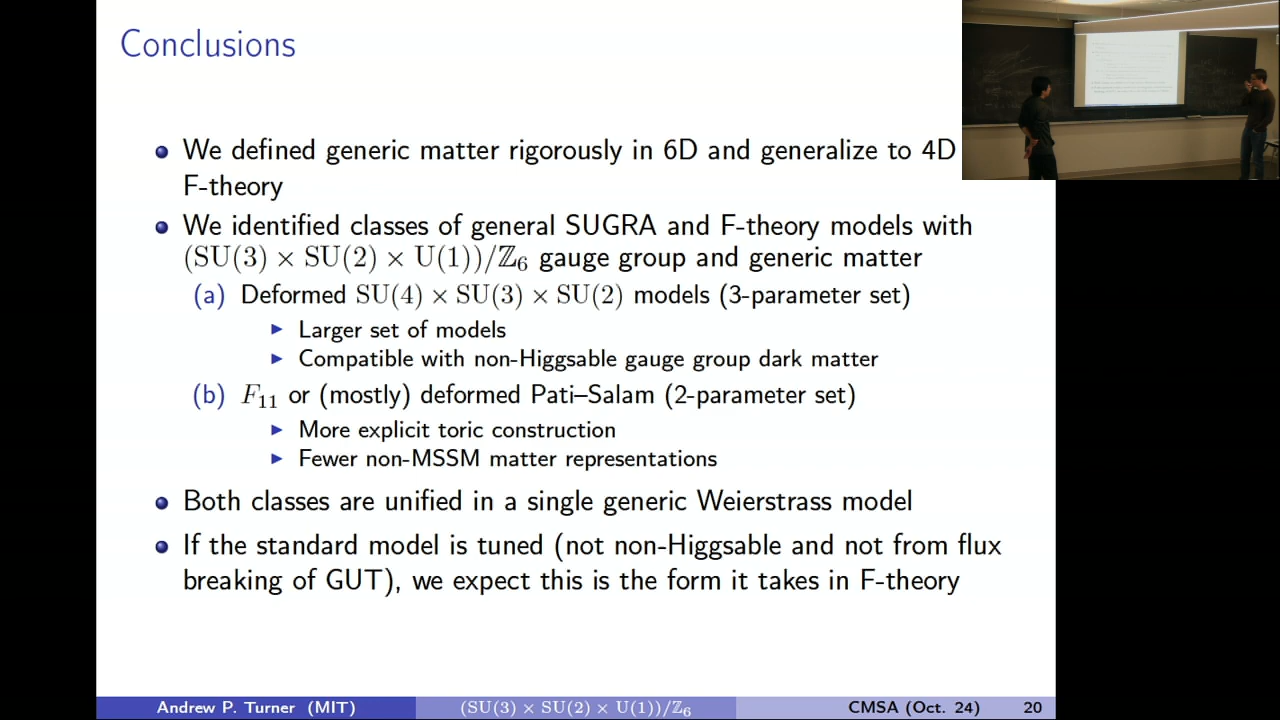 Conclusions
We defined generic matter rigorously in 6D and generalize to 4D
F-theory
We identified classes of general SUGRA and F-theory models with
(SU(3) × SU(2) × U(1))/ℤ₆ gauge group and generic matter
(a) Deformed SU(4) × SU(3) × SU(2) models (3-parameter set)
Larger set of models
Compatible with non-Higgsable gauge group dark matter
(b) F₁₁ or (mostly) deformed Pati–Salam (2-parameter set)
More explicit toric construction
Fewer non-MSSM matter representations
Both classes are unified in a single generic Weierstrass model
If the standard model is tuned (not non-Higgsable and not from flux
breaking of GUT), we expect this is the form it takes in F-theory
Andrew P. Turner (MIT) (SU(3) × SU(2) × U(1))/ℤ₆ CMSA (Oct. 24) 20